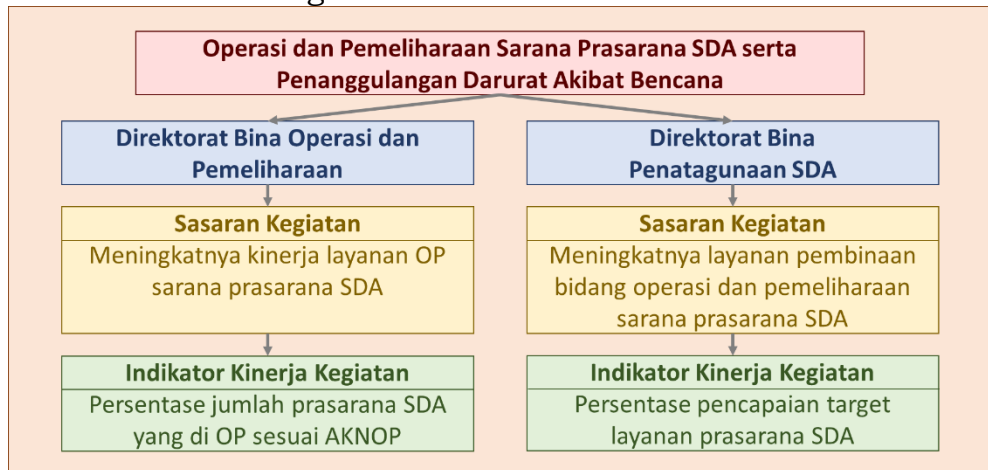 Operasi dan Pemeliharaan Sarana Prasarana SDA serta
Penanggulangan Darurat Akibat Bencana
Direktorat Bina Operasi dan
Pemeliharaan
Sasaran Kegiatan
Meningkatnya kinerja layanan OP
sarana prasarana SDA
Indikator Kinerja Kegiatan
Persentase jumlah prasarana SDA
yang di OP sesuai AKNOP
Direktorat Bina
Penatagunaan SDA
Sasaran Kegiatan
Meningkatnya layanan pembinaan
bidang operasi dan pemeliharaan
sarana prasarana SDA
Indikator Kinerja Kegiatan
Persentase pencapaian target
layanan prasarana SDA